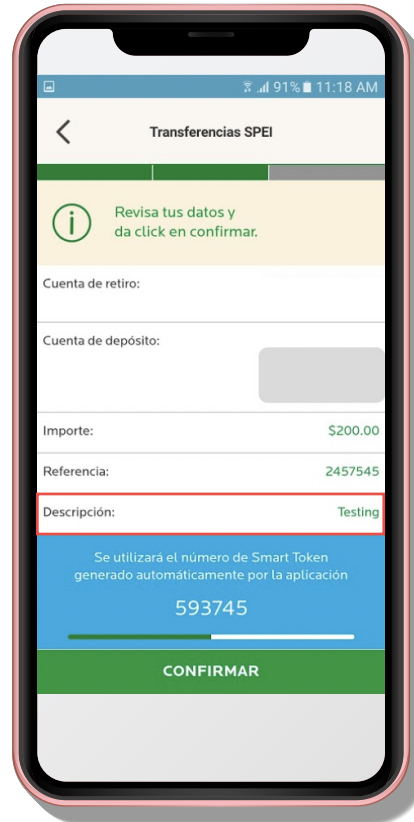 91% 11:18 AM
Transferencias SPEI
Revisa tus datos y
da click en confirmar.
Cuenta de retiro:
Cuenta de depósito:
Importe: $200.00
Referencia: 2457545
Descripción: Testing
Se utilizará el número de Smart Token
generado automáticamente por la aplicación
593745
CONFIRMAR